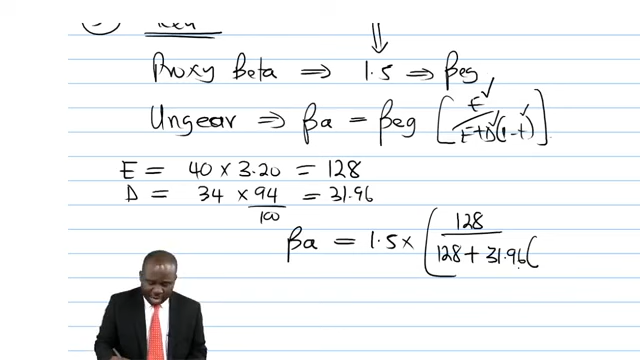 Proxy Beta ⟹ 1.5 ⟹ βeg
Ungear ⟹ βa = βeg [E / E+D(1-t)]
E = 40 × 3.20 = 128
D = 34 × 94/100 = 31.96
βa = 1.5 × (128 / 128 + 31.96(